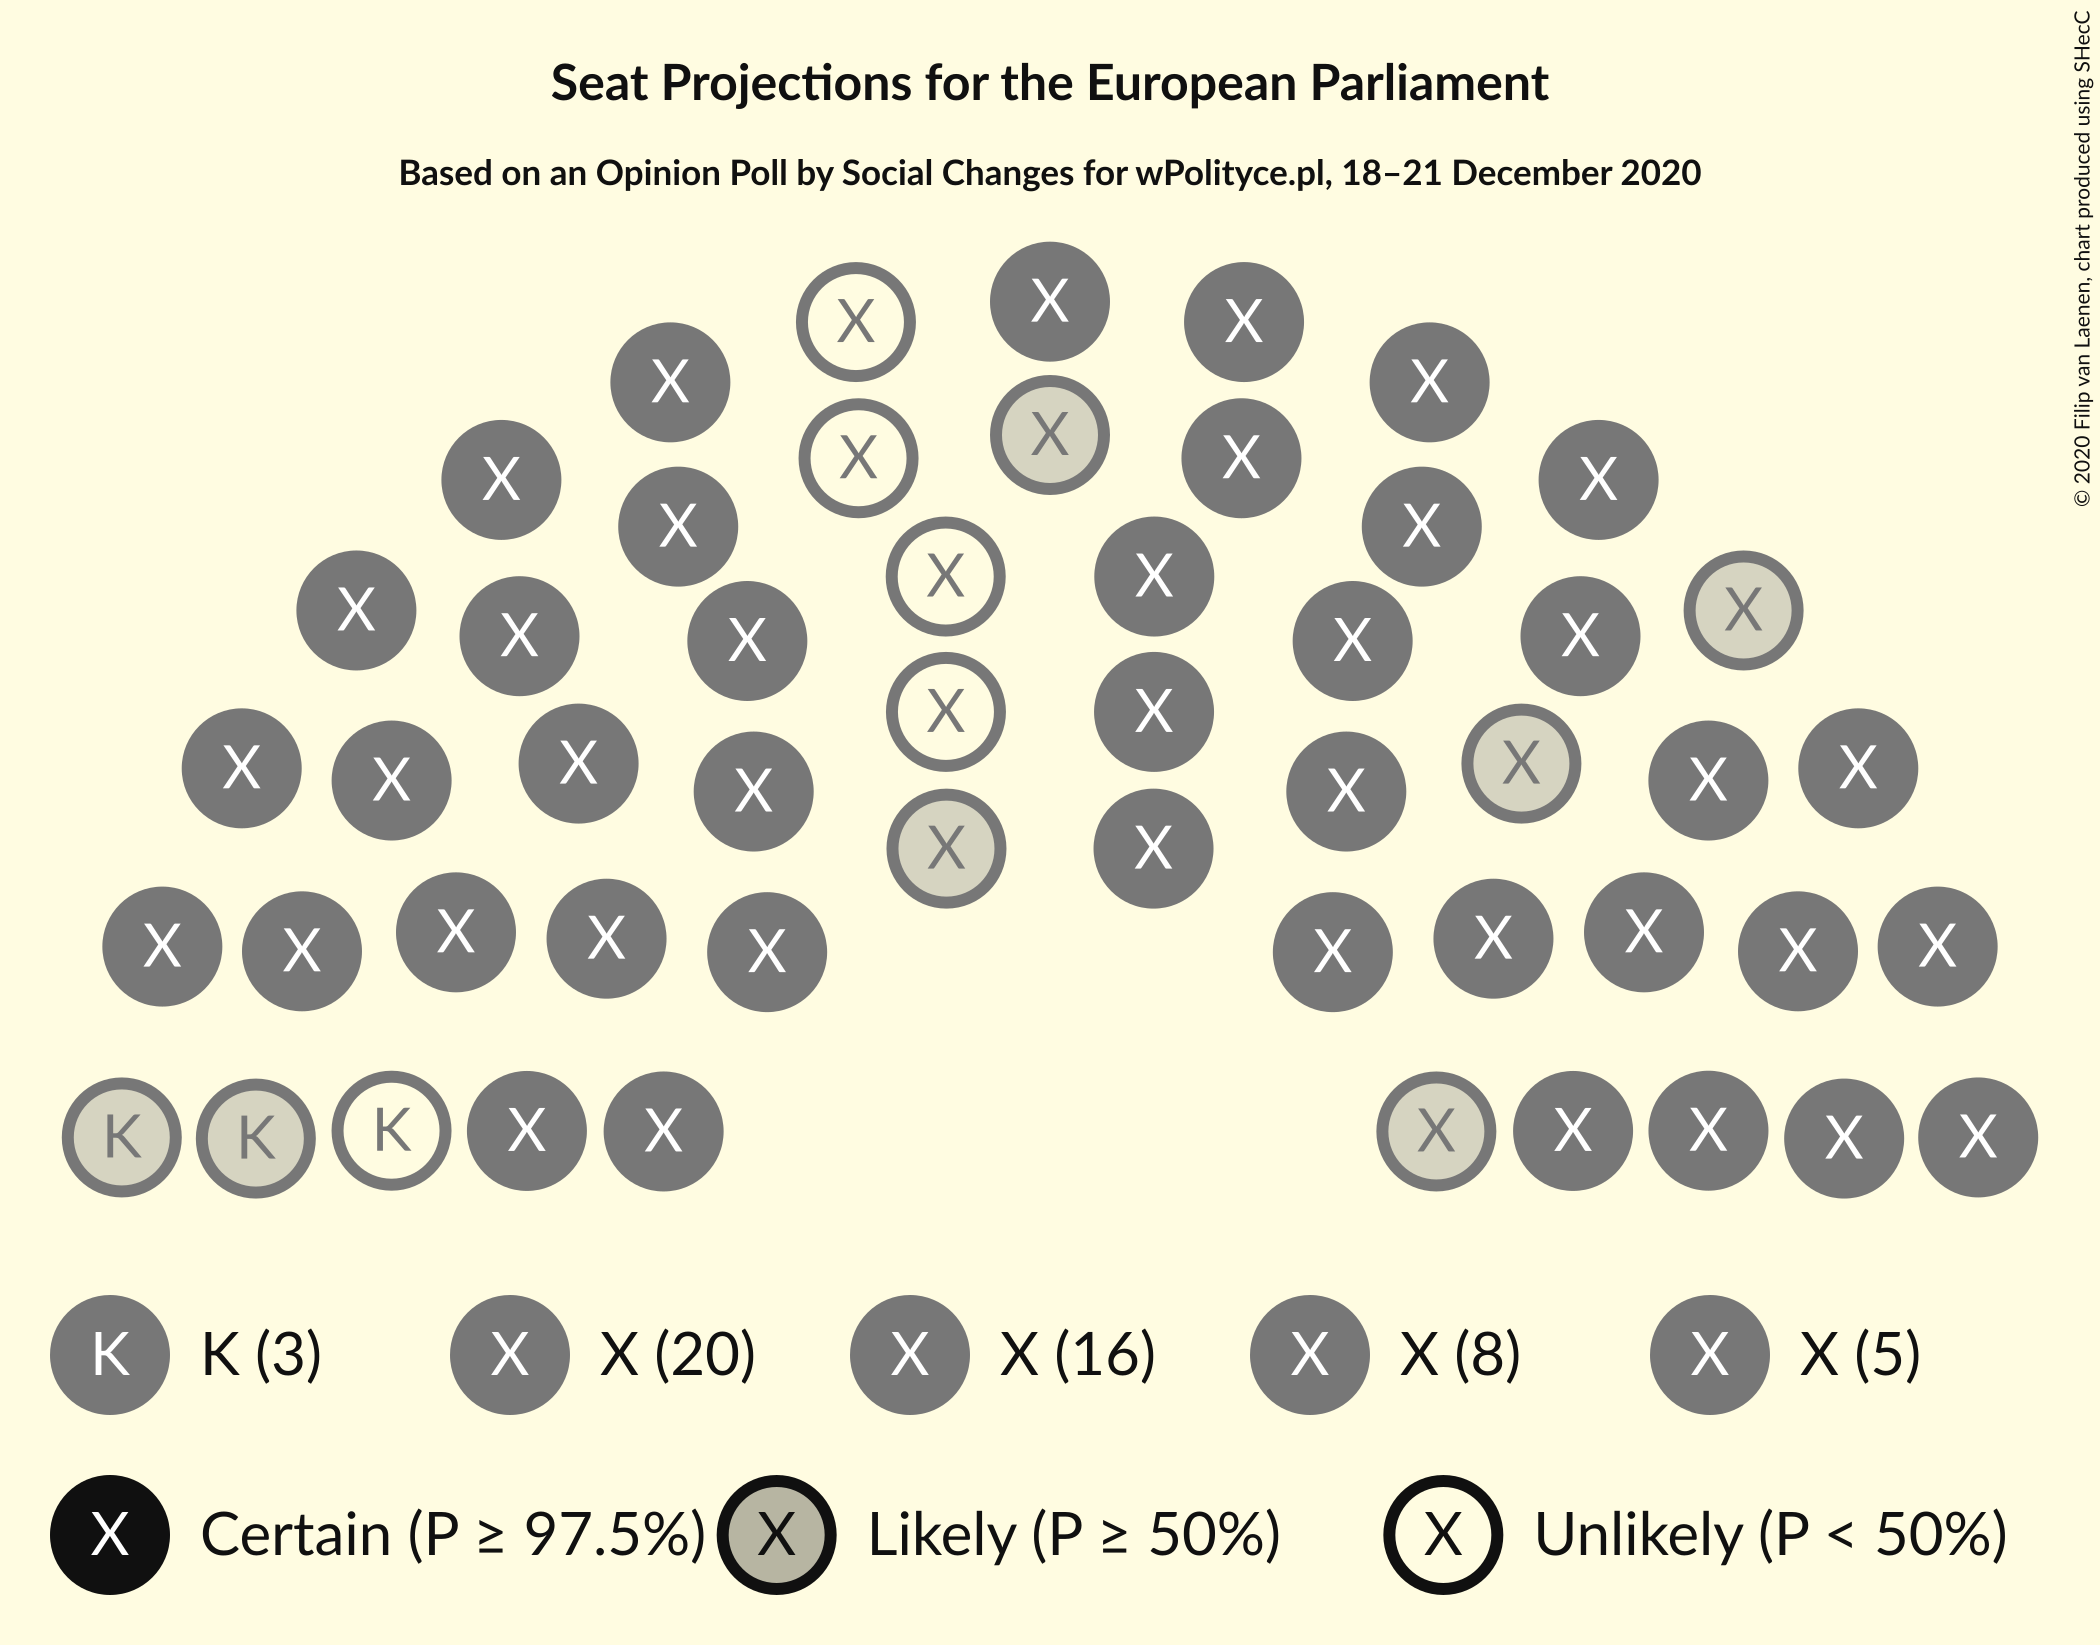 Seat Projections for the European Parliament
Based on an Opinion Poll by Social Changes for wPolityce.pl, 18–21 December 2020
© 2020 Filip van Laenen, chart produced using SHecC
X X X
X X
X X X
X X
X X X
X X X
X X
X X X X
X X
X X X X X X
X X X X
X X
X X X X X X X X X X
K K K X X X X X X X
K K (3) X X (20) X X (16) X X (8) X X (5)
X Certain (P ≥ 97.5%) X Likely (P ≥ 50%) X Unlikely (P < 50%)